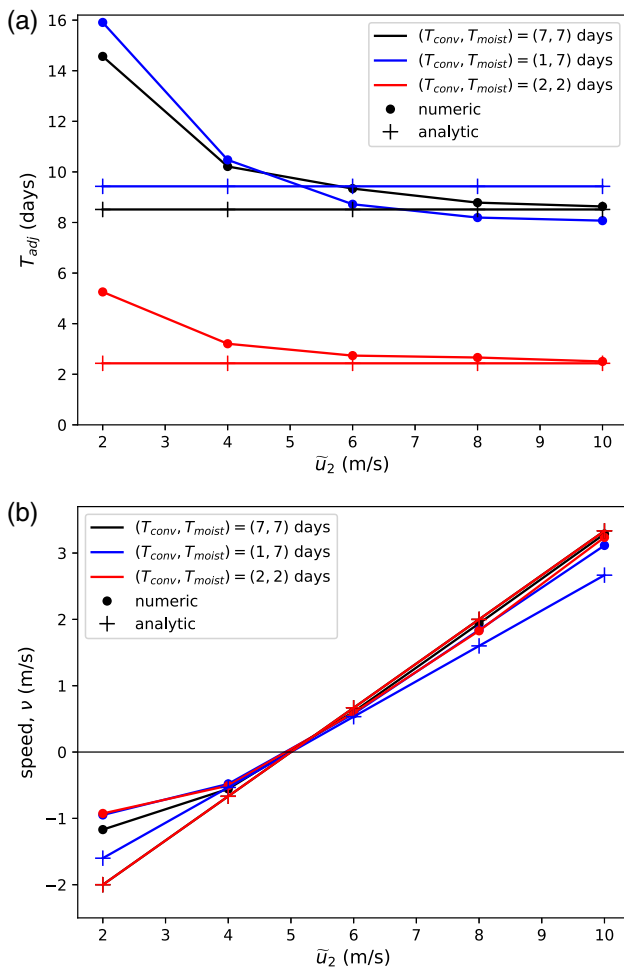 (a)
16
14
12
10
8
6
4
2
0
T_adj (days)
(T_conv, T_moist) = (7, 7) days
(T_conv, T_moist) = (1, 7) days
(T_conv, T_moist) = (2, 2) days
numeric
analytic
2 3 4 5 6 7 8 9 10
ũ₂ (m/s)
(b)
3
2
1
0
−1
−2
speed, ν (m/s)
(T_conv, T_moist) = (7, 7) days
(T_conv, T_moist) = (1, 7) days
(T_conv, T_moist) = (2, 2) days
numeric
analytic
2 3 4 5 6 7 8 9 10
ũ₂ (m/s)